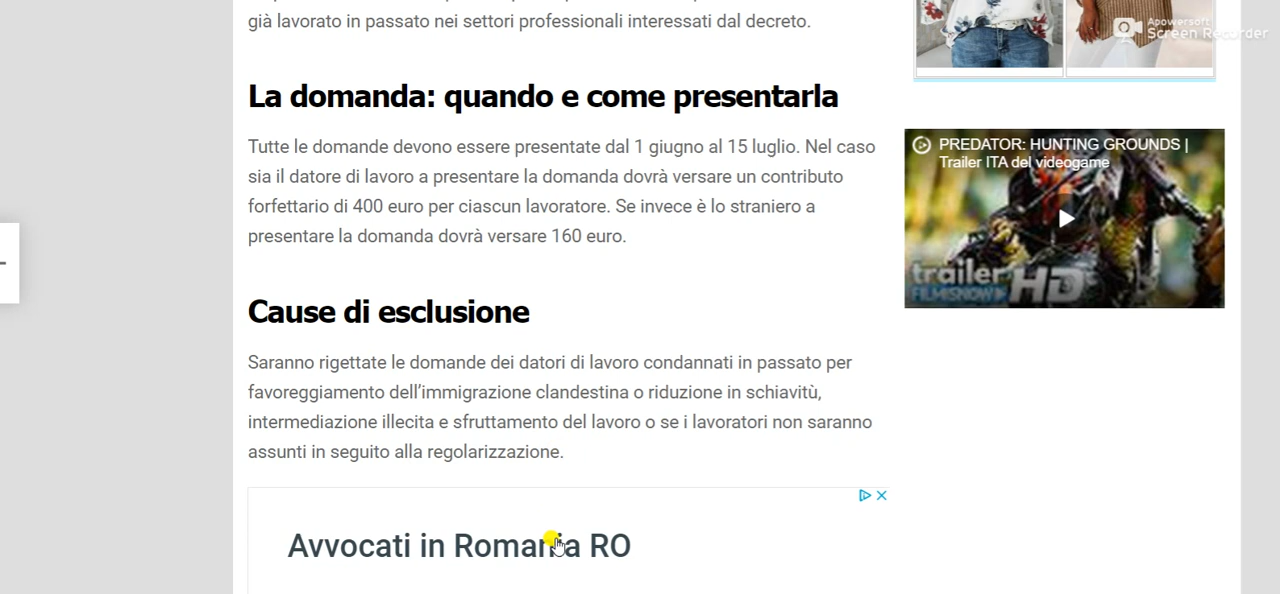 già lavorato in passato nei settori professionali interessati dal decreto.
Apowersoft
Screen Recorder
La domanda: quando e come presentarla
Tutte le domande devono essere presentate dal 1 giugno al 15 luglio. Nel caso
sia il datore di lavoro a presentare la domanda dovrà versare un contributo
forfettario di 400 euro per ciascun lavoratore. Se invece è lo straniero a
presentare la domanda dovrà versare 160 euro.
PREDATOR: HUNTING GROUNDS |
Trailer ITA del videogame
trailer HD
FILMISNOW
Cause di esclusione
Saranno rigettate le domande dei datori di lavoro condannati in passato per
favoreggiamento dell’immigrazione clandestina o riduzione in schiavitù,
intermediazione illecita e sfruttamento del lavoro o se i lavoratori non saranno
assunti in seguito alla regolarizzazione.
Avvocati in Romania RO